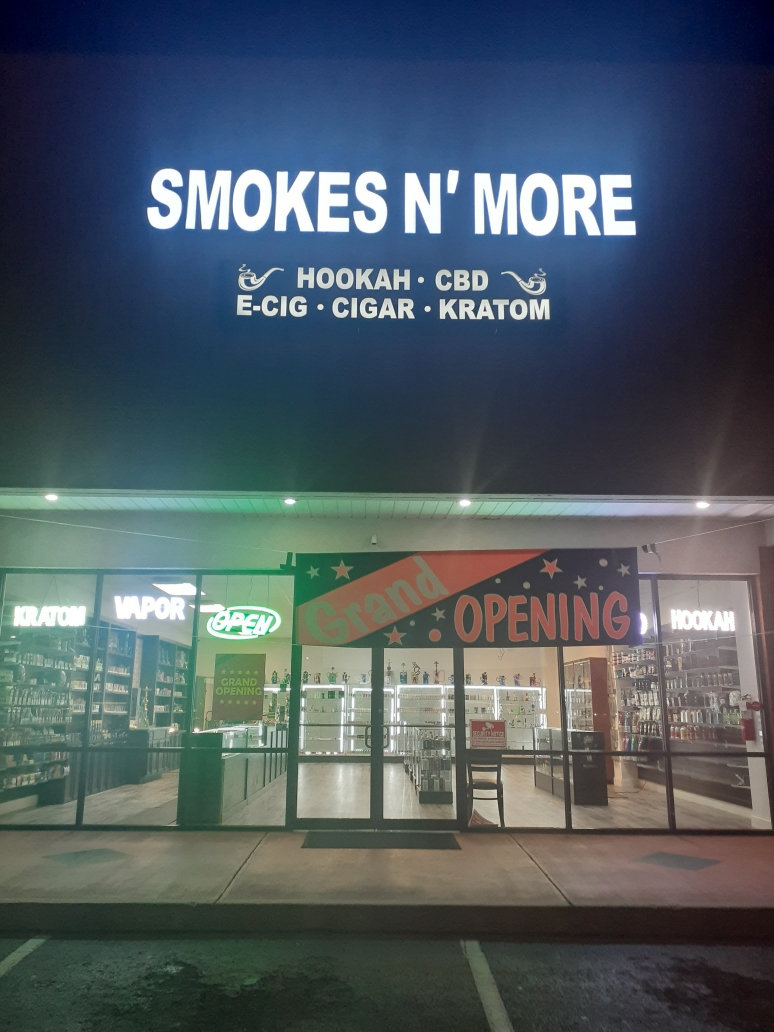 SMOKES N' MORE
HOOKAH • CBD
E-CIG • CIGAR • KRATOM
Grand
OPENING
KRATOM
VAPOR
OPEN
HOOKAH
GRAND
OPENING